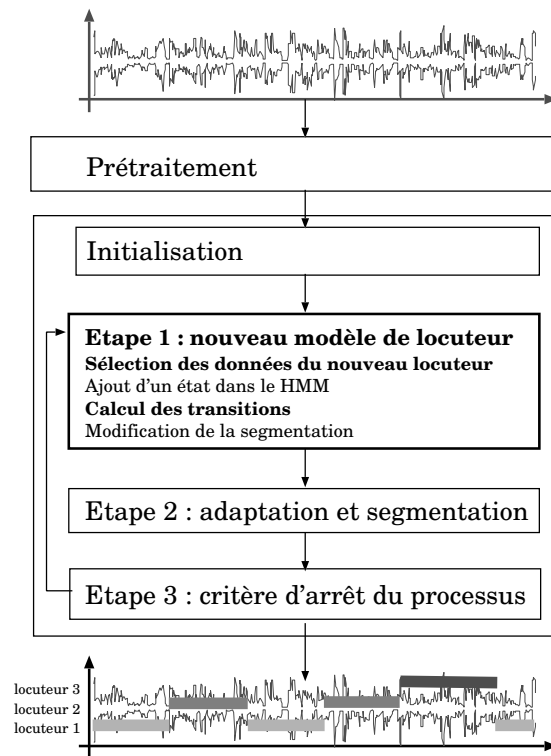 Prétraitement
Initialisation
Etape 1 : nouveau modèle de locuteur
Sélection des données du nouveau locuteur
Ajout d'un état dans le HMM
Calcul des transitions
Modification de la segmentation
Etape 2 : adaptation et segmentation
Etape 3 : critère d'arrêt du processus
locuteur 3
locuteur 2
locuteur 1